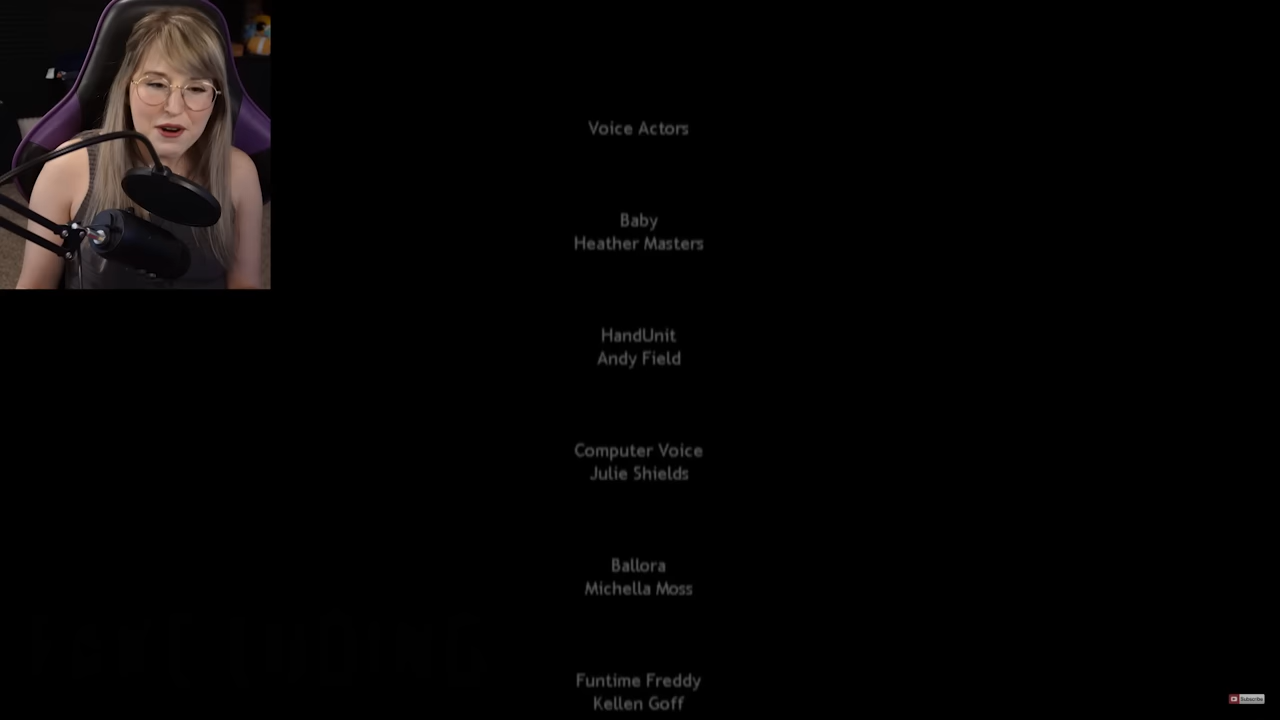 Voice Actors
Baby
Heather Masters
HandUnit
Andy Field
Computer Voice
Julie Shields
Ballora
Michella Moss
Funtime Freddy
Kellen Goff
Subscribe